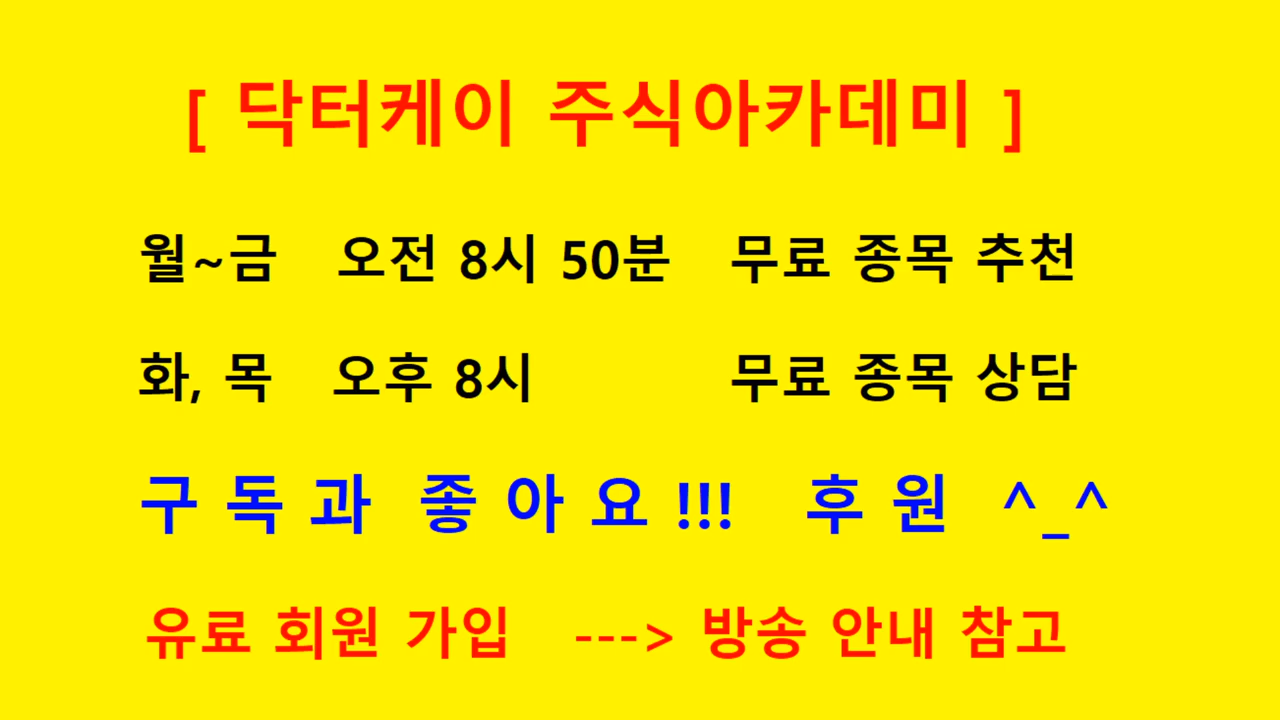 [ 닥터케이 주식아카데미 ]
월~금 오전 8시 50분 무료 종목 추천
화, 목 오후 8시 무료 종목 상담
구 독 과 좋 아 요 !!! 후 원 ^_^
유료 회원 가입 ---> 방송 안내 참고